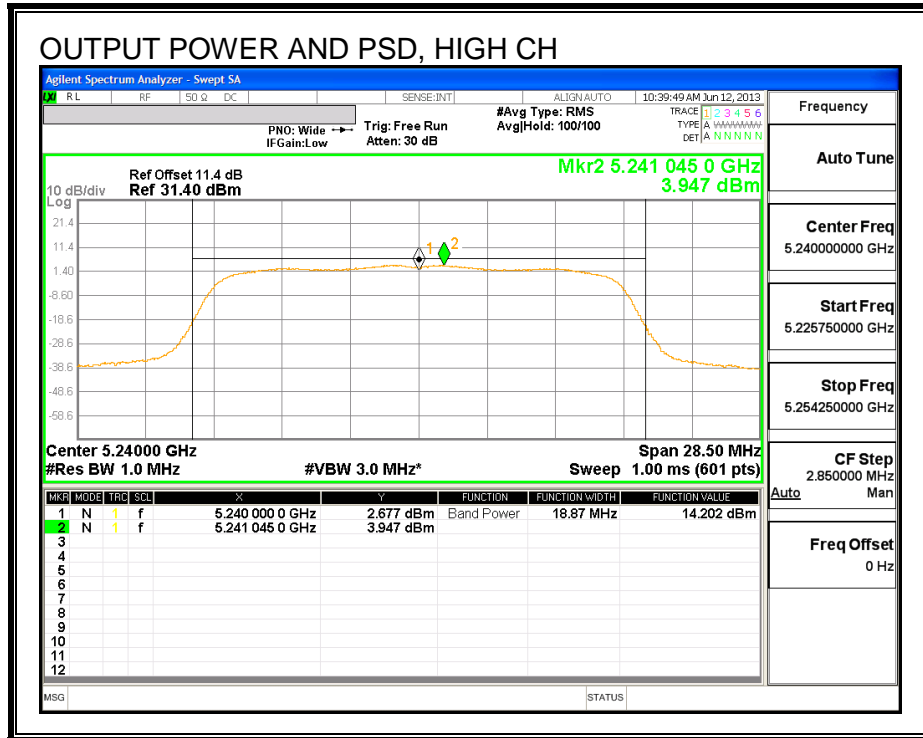 OUTPUT POWER AND PSD, HIGH CH
Agilent Spectrum Analyzer - Swept SA
LXI RL RF 50 Ω DC SENSE:INT ALIGN AUTO 10:39:49 AM Jun 12, 2013
PNO: Wide Trig: Free Run #Avg Type: RMS TRACE 1 2 3 4 5 6
IFGain:Low Atten: 30 dB Avg|Hold: 100/100 TYPE A WWWWW
DET A N N N N N
Frequency
Mkr2 5.241 045 0 GHz
3.947 dBm
Ref Offset 11.4 dB
10 dB/div Ref 31.40 dBm
Log
21.4
11.4
1.40
-8.60
-18.6
-28.6
-38.6
-48.6
-58.6
1
2
Center 5.24000 GHz Span 28.50 MHz
#Res BW 1.0 MHz #VBW 3.0 MHz* Sweep 1.00 ms (601 pts)
MKR MODE TRC SCL X Y FUNCTION FUNCTION WIDTH FUNCTION VALUE
1 N 1 f 5.240 000 0 GHz 2.677 dBm Band Power 18.87 MHz 14.202 dBm
2 N 1 f 5.241 045 0 GHz 3.947 dBm
3
4
5
6
7
8
9
10
11
12
MSG STATUS
Auto Tune
Center Freq
5.240000000 GHz
Start Freq
5.225750000 GHz
Stop Freq
5.254250000 GHz
CF Step
2.850000 MHz
Auto Man
Freq Offset
0 Hz